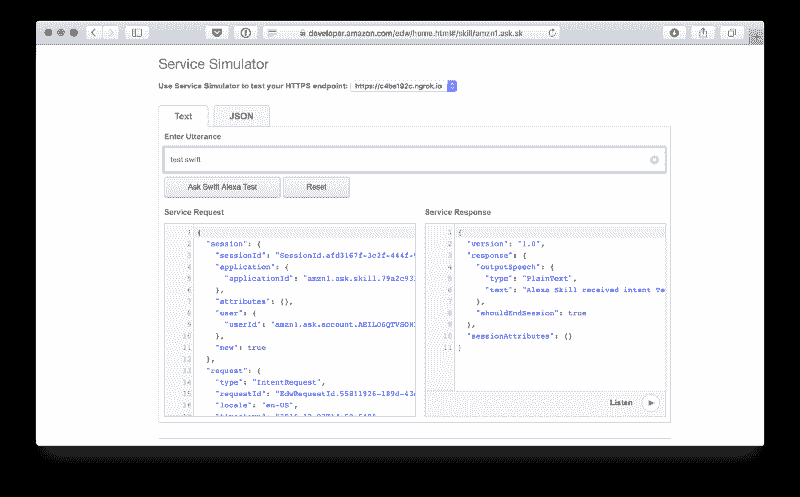 developer.amazon.com/edw/home.html#/skill/amzn1.ask.sk
Service Simulator
Use Service Simulator to test your HTTPS endpoint: https://c4be192c.ngrok.io
Text JSON
Enter Utterance
test swift
Ask Swift Alexa Test Reset
Service Request
1 {
2 "session": {
3 "sessionId": "SessionId.afd3167f-3c2f-444f-
4 "application": {
5 "applicationId": "amzn1.ask.skill.79a2c93
6 },
7 "attributes": {},
8 "user": {
9 "userId": "amzn1.ask.account.AEILOGQTVSOH
10 },
11 "new": true
12 },
13 "request": {
14 "type": "IntentRequest",
15 "requestId": "EdwRequestId.55811926-189d-43
16 "locale": "en-US",
Service Response
1 {
2 "version": "1.0",
3 "response": {
4 "outputSpeech": {
5 "type": "PlainText",
6 "text": "Alexa Skill received intent Te
7 },
8 "shouldEndSession": true
9 },
10 "sessionAttributes": {}
11 }
Listen